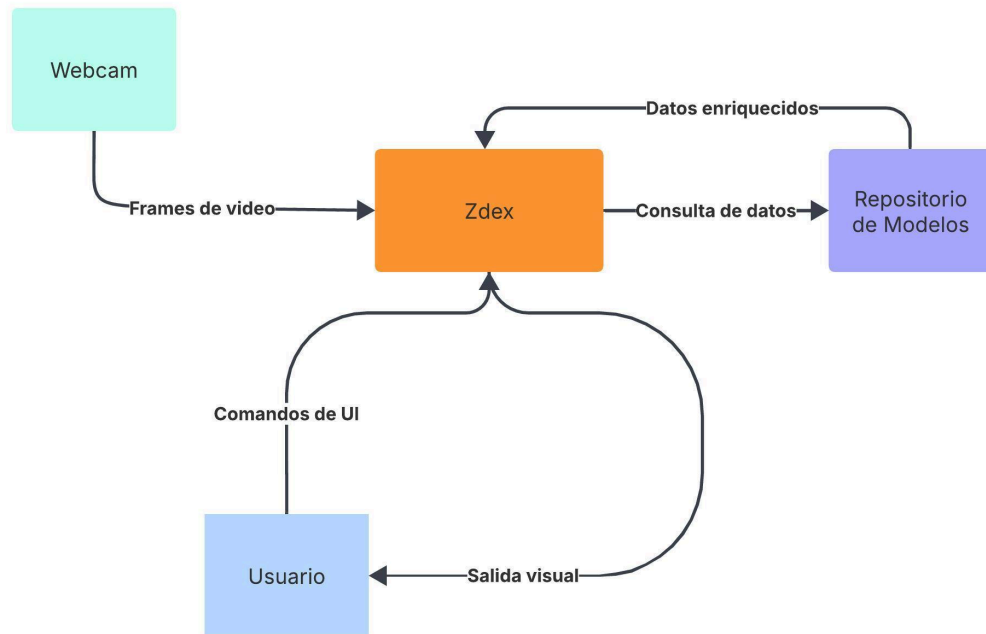 Webcam
Datos enriquecidos
Frames de video
Zdex
Consulta de datos
Repositorio
de Modelos
Comandos de UI
Usuario
Salida visual